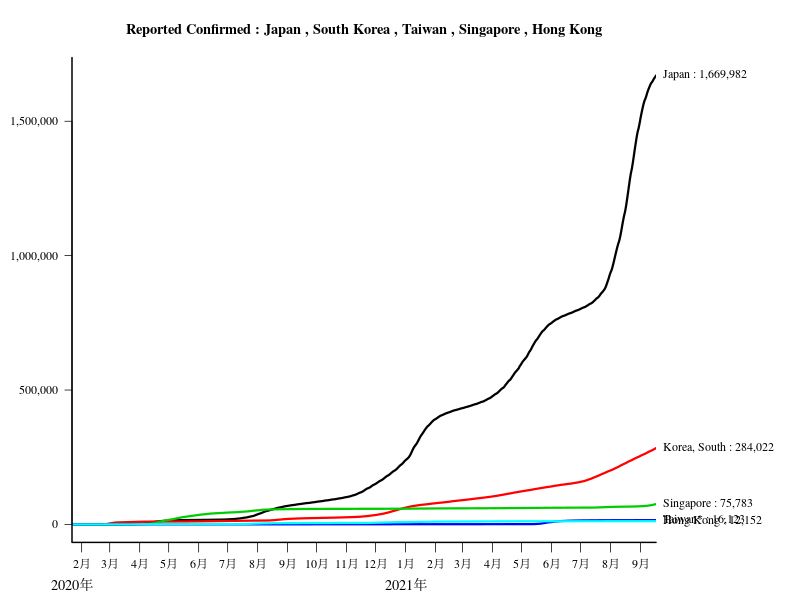 Reported Confirmed : Japan , South Korea , Taiwan , Singapore , Hong Kong
Japan : 1,669,982
1,500,000
1,000,000
500,000
Korea, South : 284,022
Singapore : 75,783
Hong Kong : 12,152
0
2月 3月 4月 5月 6月 7月 8月 9月 10月 11月 12月 1月 2月 3月 4月 5月 6月 7月 8月 9月
2020年 2021年